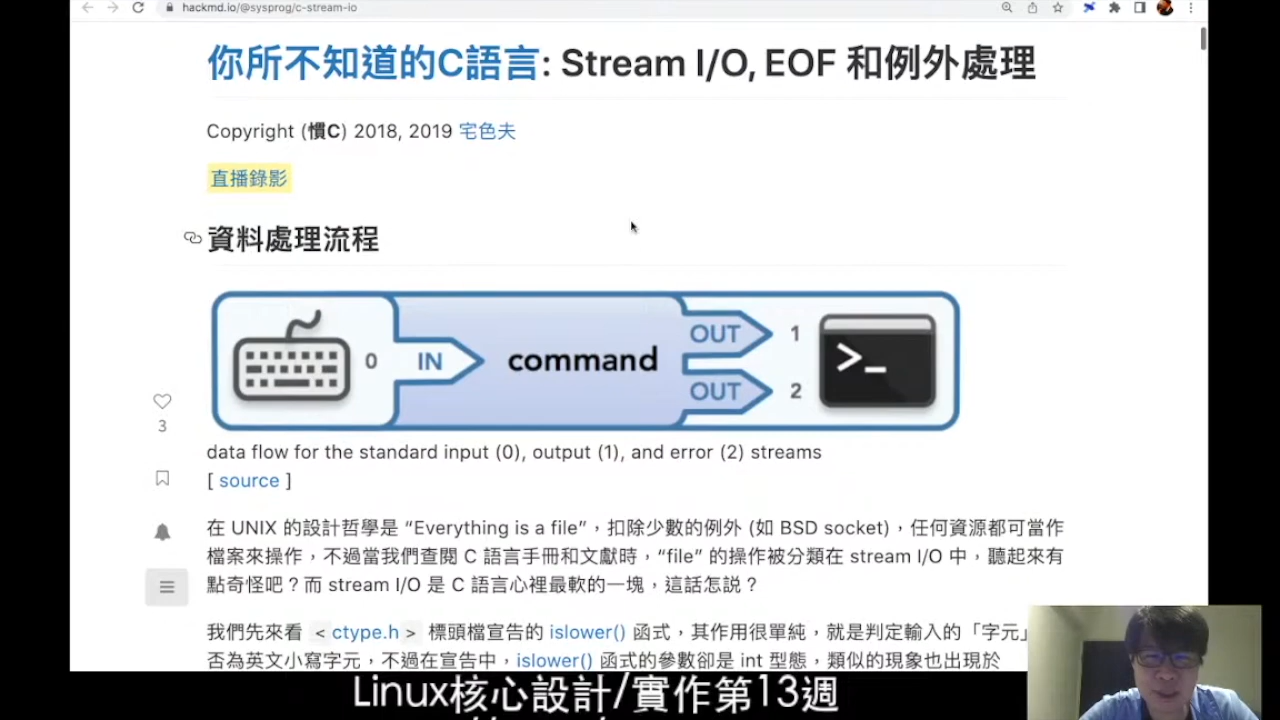 hackmd.io/@sysprog/c-stream-io
你所不知道的C語言: Stream I/O, EOF 和例外處理
Copyright (慣C) 2018, 2019 宅色夫
直播錄影
資料處理流程
0 IN command OUT 1 >_
OUT 2
3
data flow for the standard input (0), output (1), and error (2) streams
[ source ]
在 UNIX 的設計哲學是 “Everything is a file”，扣除少數的例外 (如 BSD socket)，任何資源都可當作
檔案來操作，不過當我們查閱 C 語言手冊和文獻時，“file” 的操作被分類在 stream I/O 中，聽起來有
點奇怪吧？而 stream I/O 是 C 語言心裡最軟的一塊，這話怎説？
我們先來看 < ctype.h > 標頭檔宣告的 islower() 函式，其作用很單純，就是判定輸入的「字元」
否為英文小寫字元，不過在宣告中，islower() 函式的參數卻是 int 型態，類似的現象也出現於
Linux核心設計/實作第13週